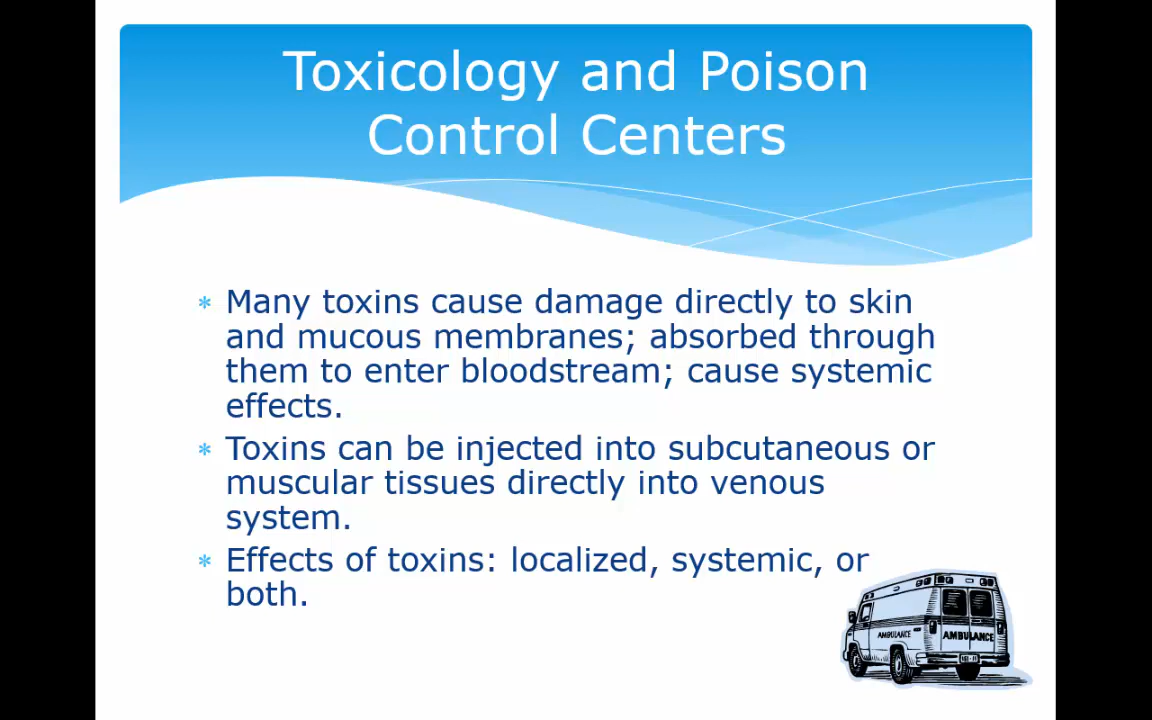 Toxicology and Poison
Control Centers
* Many toxins cause damage directly to skin
and mucous membranes; absorbed through
them to enter bloodstream; cause systemic
effects.
* Toxins can be injected into subcutaneous or
muscular tissues directly into venous
system.
* Effects of toxins: localized, systemic, or
both.
AMBULANCE AMBULANCE